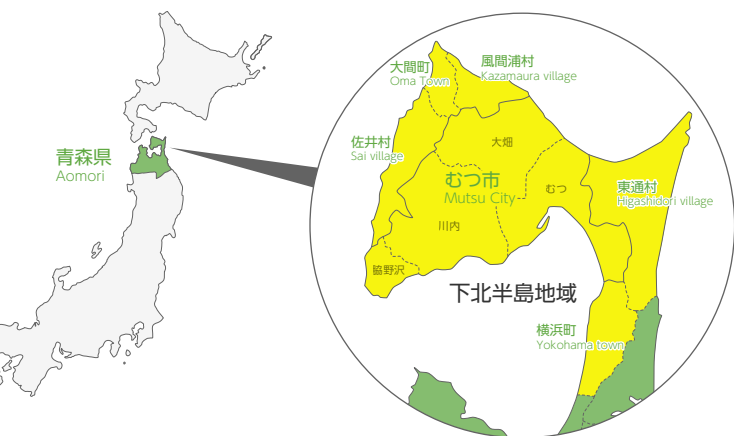 青森県
Aomori
大間町
Oma Town
風間浦村
Kazamaura village
佐井村
Sai village
大畑
むつ市
Mutsu City
むつ
東通村
Higashidori village
川内
脇野沢
下北半島地域
横浜町
Yokohama town